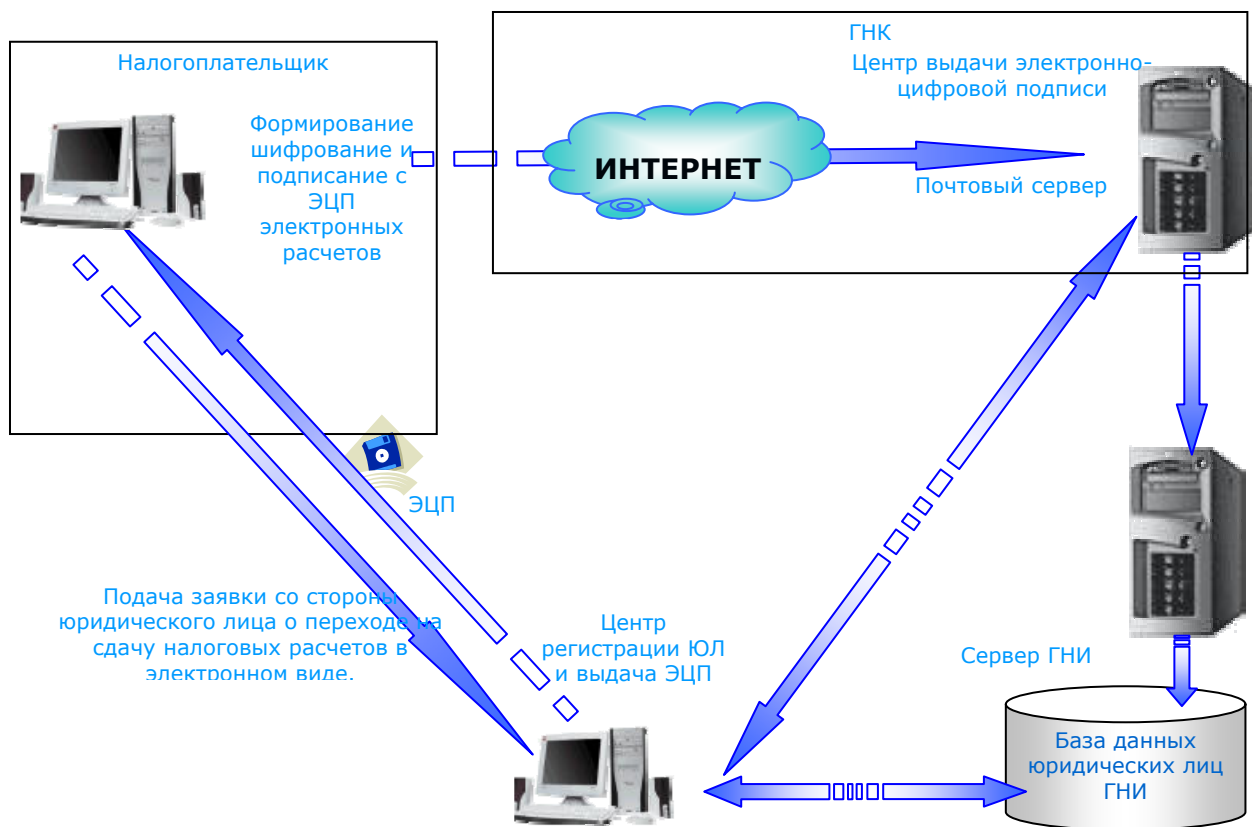 Налогоплательщик
Формирование
шифрование и
подписание с
ЭЦП
электронных
расчетов
ГНК
Центр выдачи электронно-
цифровой подписи
ИНТЕРНЕТ
Почтовый сервер
ЭЦП
Подача заявки со стороны
юридического лица о переходе на
сдачу налоговых расчетов в
электронном виде.
Центр
регистрации ЮЛ
и выдача ЭЦП
Сервер ГНИ
База данных
юридических лиц
ГНИ